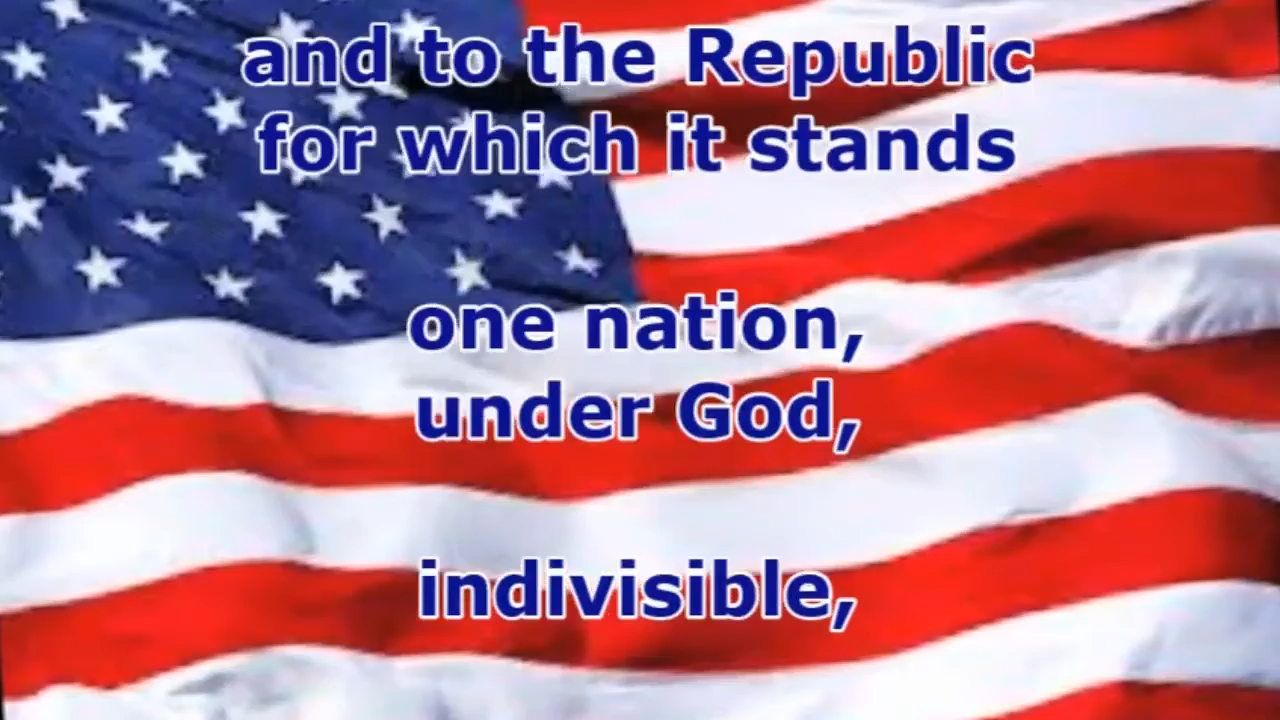 and to the Republic
for which it stands
one nation,
under God,
indivisible,